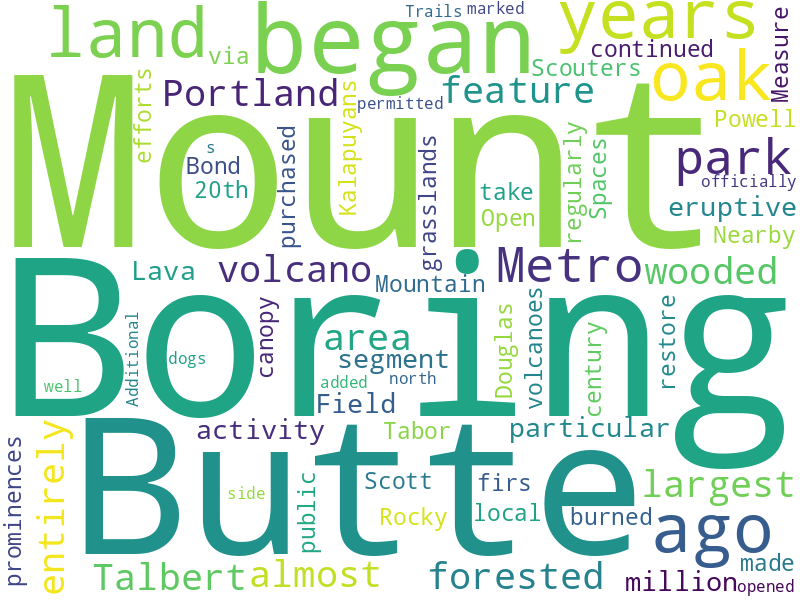 Trails
marked
land
began
years
via
continued
Measure
Scouters
oak
Portland
feature
efforts
Kalapuyans
permitted
Mount
Powell
s
Bond
20th
purchased
grasslands
take
Open
regularly
Spaces
park
officially
eruptive
Nearby
Lava
volcano
Mountain
Metro
wooded
Boring
Additional
canopy
area
segment
Douglas
volcanoes
century
restore
dogs
well
added
north
Field
activity
Tabor
particular
Butte
prominences
entirely
side
public
Scott
Rocky
firs
local
burned
largest
ago
Talbert
almost
forested
million
made
opened